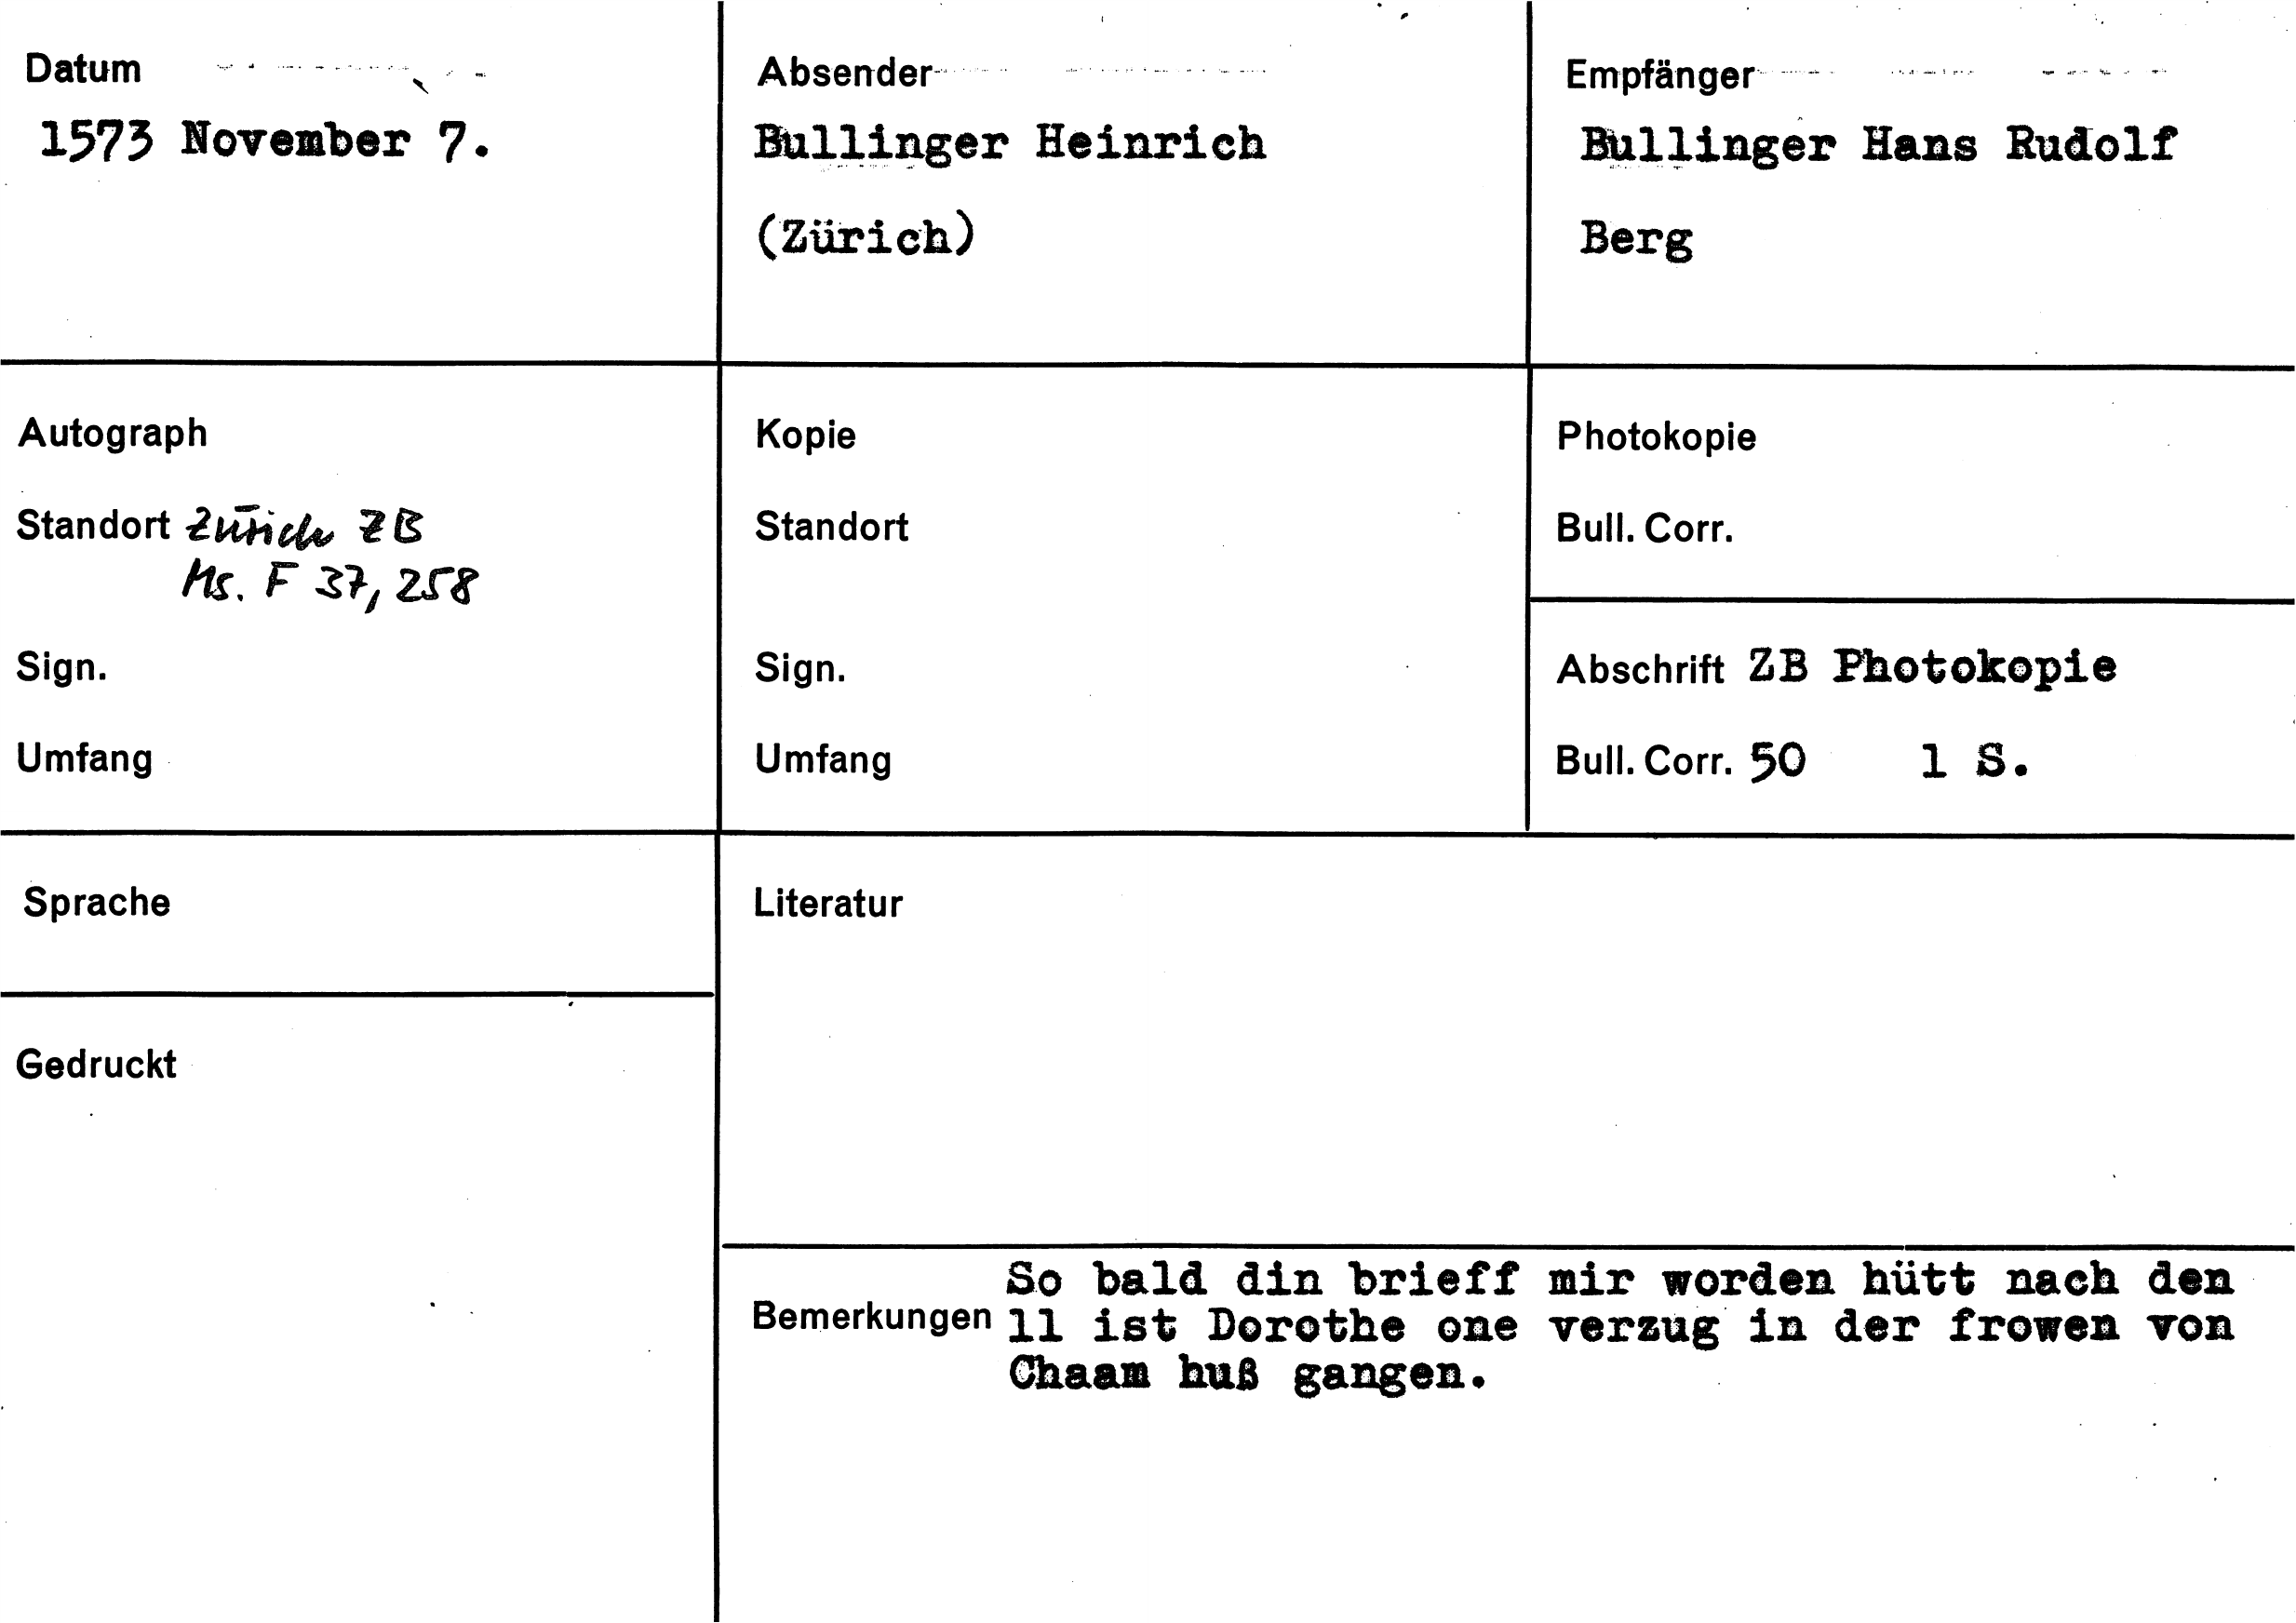 Datum
1573 November 7.
Absender
Bullinger Heinrich
(Zürich)
Empfänger
Bullinger Hans Rudolf
Berg
Autograph
Standort Zürich ZB
Ms. F 37, 258
Sign.
Umfang
Kopie
Standort
Sign.
Umfang
Photokopie
Bull. Corr.
Abschrift ZB Photokopie
Bull. Corr. 50 1 S.
Sprache
Literatur
Gedruckt
Bemerkungen
So bald din brieff mir worden hütt nach den
11 ist Dorothe one verzug in der frowen von
Chaam huß gangen.